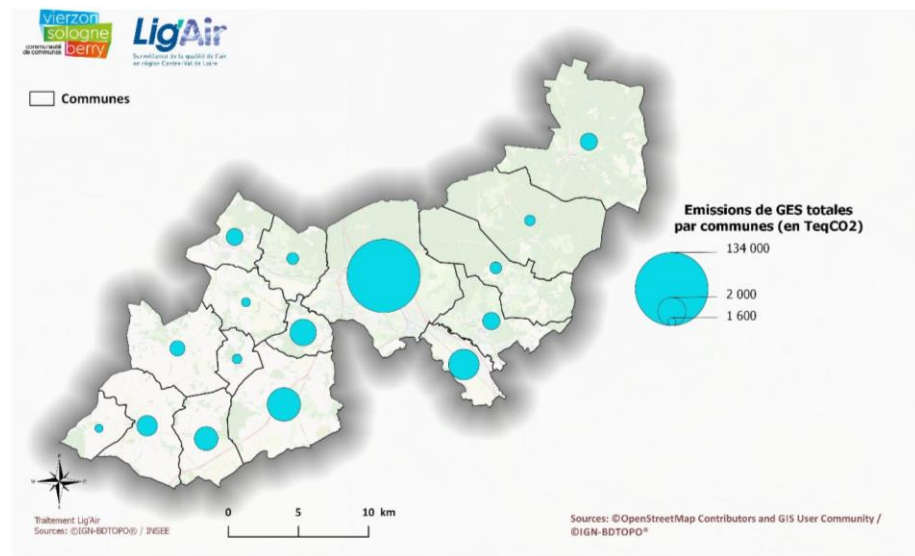 vierzon
sologne
communauté
de communes berry
Lig'Air
Surveillance de la qualité de l'air
en région Centre-Val de Loire
Communes
Emissions de GES totales
par communes (en TeqCO2)
134 000
2 000
1 600
0 5 10 km
Traitement Lig'Air
Sources: ©IGN-BDTOPO® / INSEE
Sources: ©OpenStreetMap Contributors and GIS User Community /
©IGN-BDTOPO®